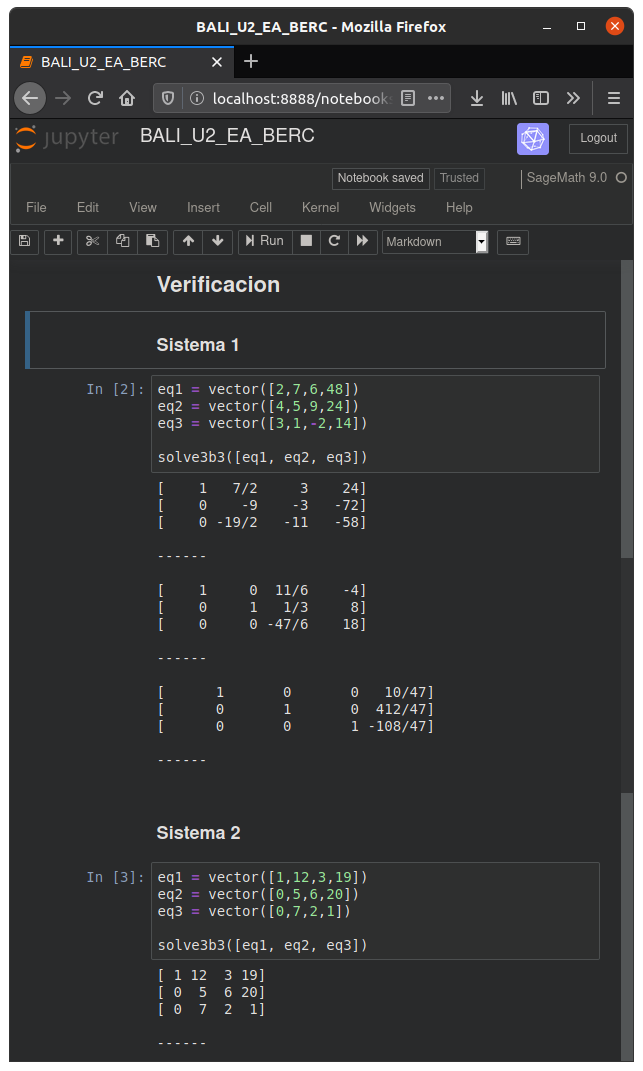 BALI_U2_EA_BERC - Mozilla Firefox
BALI_U2_EA_BERC
localhost:8888/notebook
jupyter BALI_U2_EA_BERC Logout
Notebook saved Trusted SageMath 9.0
File Edit View Insert Cell Kernel Widgets Help
Run Markdown
Verificacion
Sistema 1
In [2]: eq1 = vector([2,7,6,48])
eq2 = vector([4,5,9,24])
eq3 = vector([3,1,-2,14])
solve3b3([eq1, eq2, eq3])
[    1   7/2     3    24]
[    0    -9    -3   -72]
[    0 -19/2   -11   -58]
------
[    1     0  11/6    -4]
[    0     1   1/3     8]
[    0     0 -47/6    18]
------
[      1       0       0   10/47]
[      0       1       0  412/47]
[      0       0       1 -108/47]
------
Sistema 2
In [3]: eq1 = vector([1,12,3,19])
eq2 = vector([0,5,6,20])
eq3 = vector([0,7,2,1])
solve3b3([eq1, eq2, eq3])
[ 1 12  3 19]
[ 0  5  6 20]
[ 0  7  2  1]
------